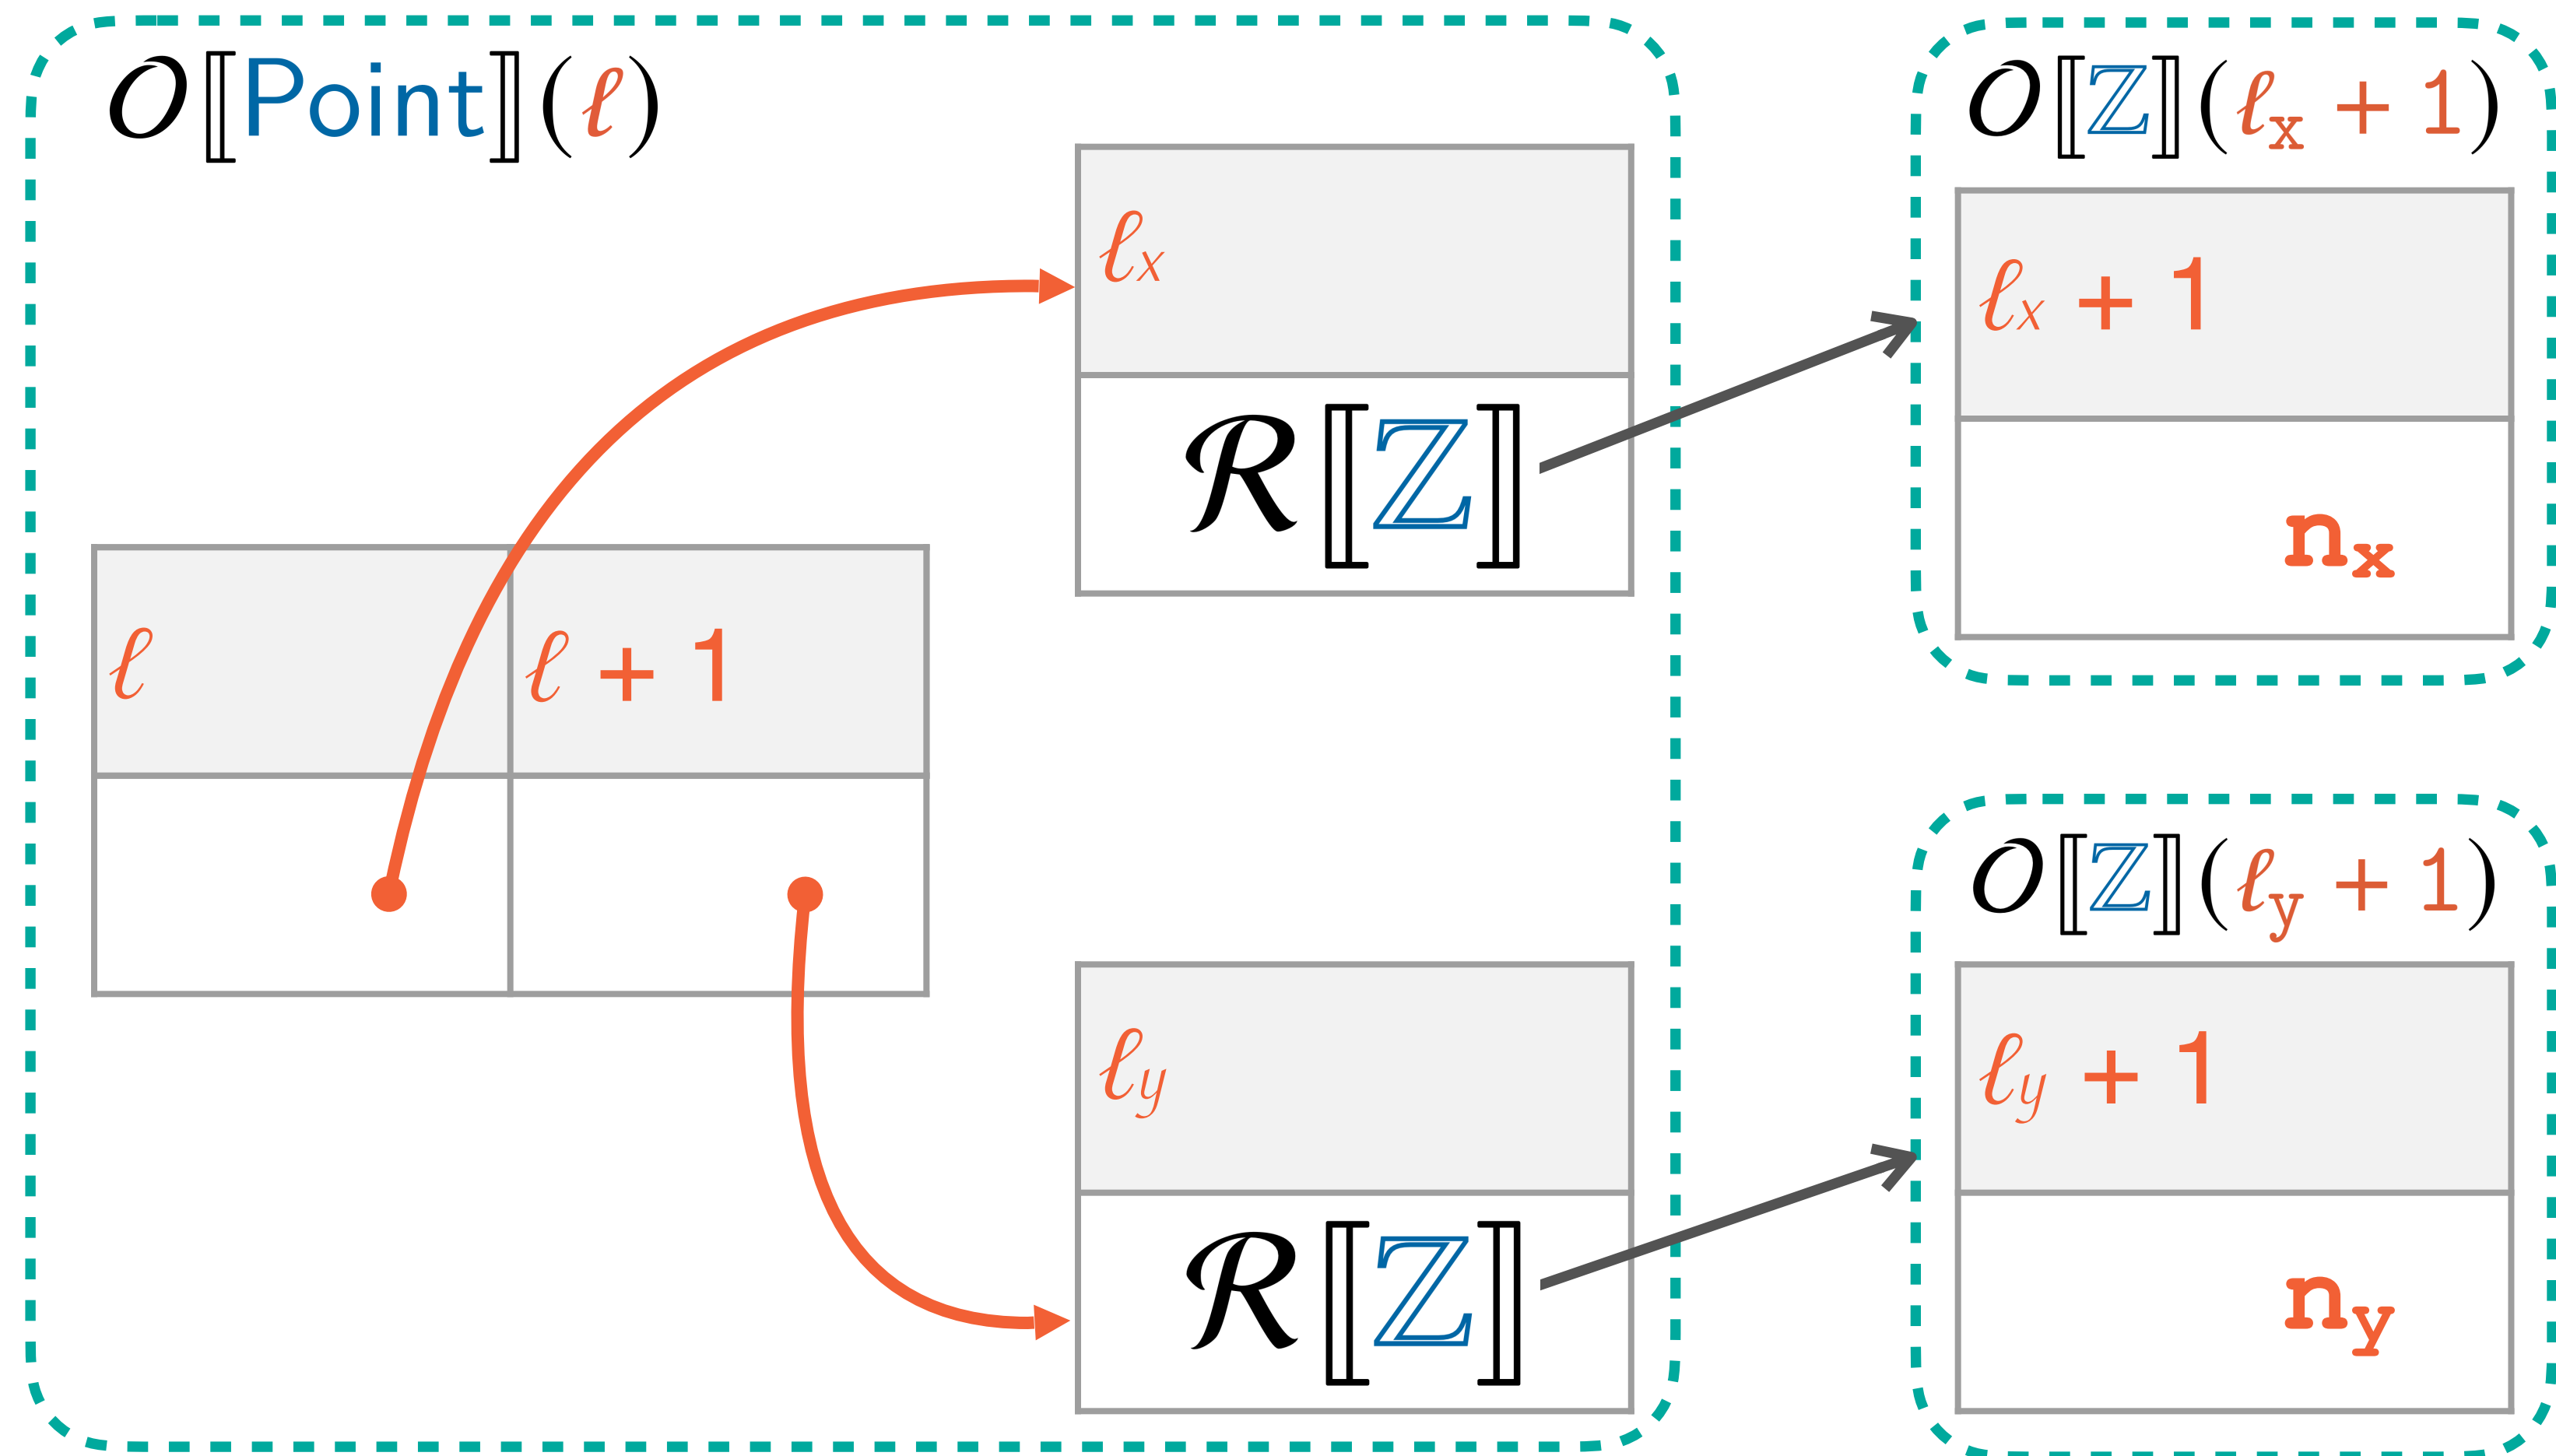 𝒪⟦Point⟧(ℓ)
ℓx
ℛ⟦ℤ⟧
ℓ
ℓ + 1
ℓy
ℛ⟦ℤ⟧
𝒪⟦ℤ⟧(ℓx + 1)
ℓx + 1
nx
𝒪⟦ℤ⟧(ℓy + 1)
ℓy + 1
ny